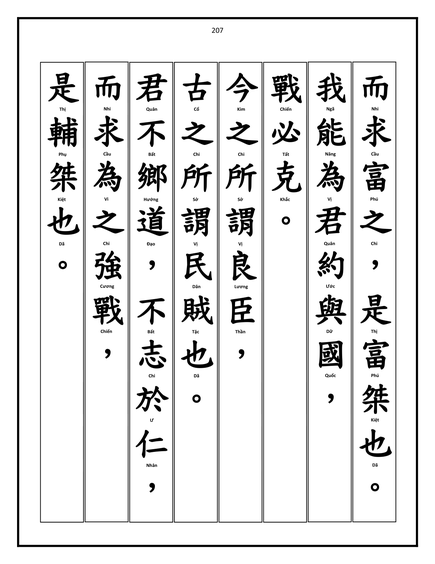 207
而求富之，是富桀也。
Nhi Cầu Phú Chi Thị Phú Kiệt Dã
我能為君約與國，
Ngã Năng Vị Quân Ước Dữ Quốc
戰必克。
Chiến Tất Khắc
今之所謂良臣，
Kim Chi Sở Vị Lương Thần
古之所謂民賊也。
Cổ Chi Sở Vị Dân Tặc Dã
君不鄉道，不志於仁，
Quân Bất Hướng Đạo Bất Chí Ư Nhân
而求為之強戰，
Nhi Cầu Vi Chi Cương Chiến
是輔桀也。
Thị Phụ Kiệt Dã